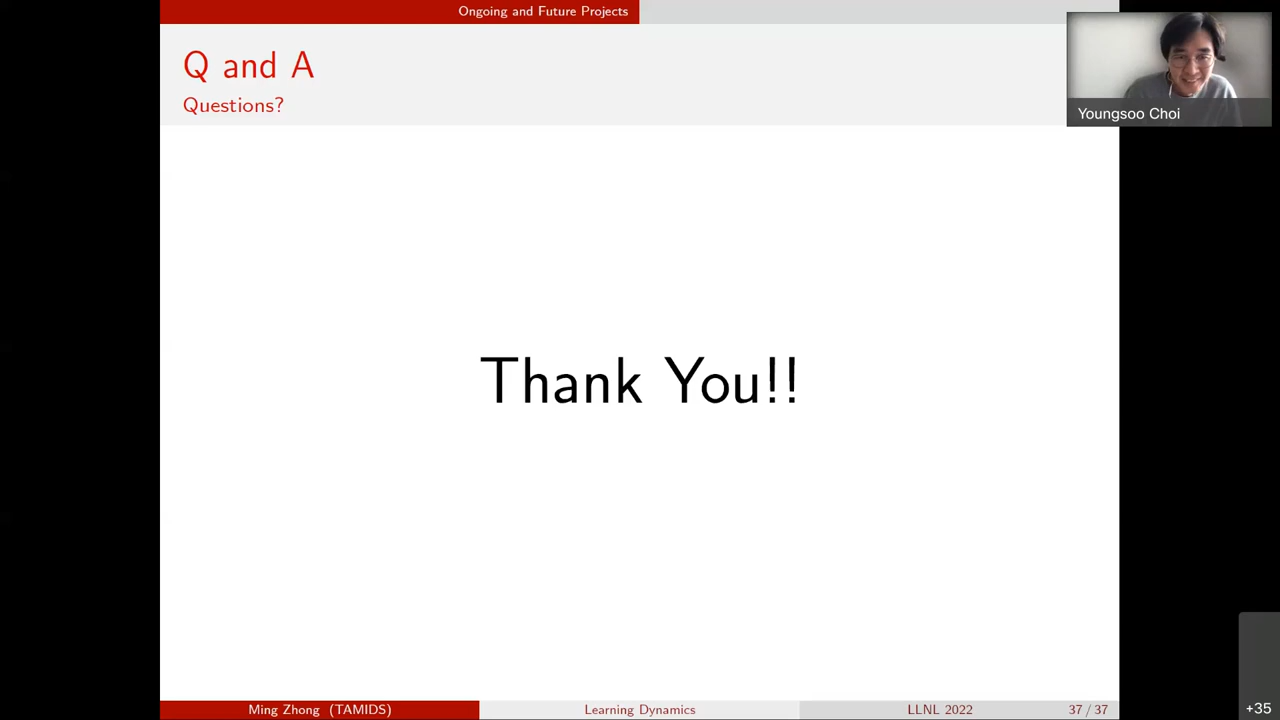 Ongoing and Future Projects
Q and A
Questions?
Youngsoo Choi
Thank You!!
Ming Zhong (TAMIDS)
Learning Dynamics
LLNL 2022
37 / 37
+35